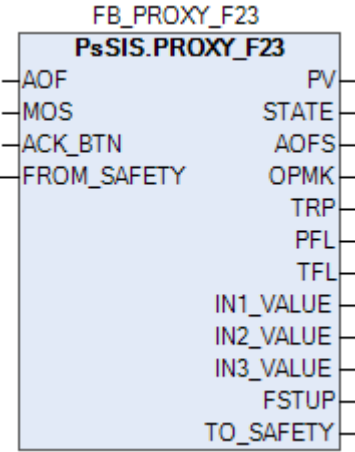 FB_PROXY_F23
PsSIS.PROXY_F23
AOF PV
MOS STATE
ACK_BTN AOFS
FROM_SAFETY OPMK
TRP
PFL
TFL
IN1_VALUE
IN2_VALUE
IN3_VALUE
FSTUP
TO_SAFETY